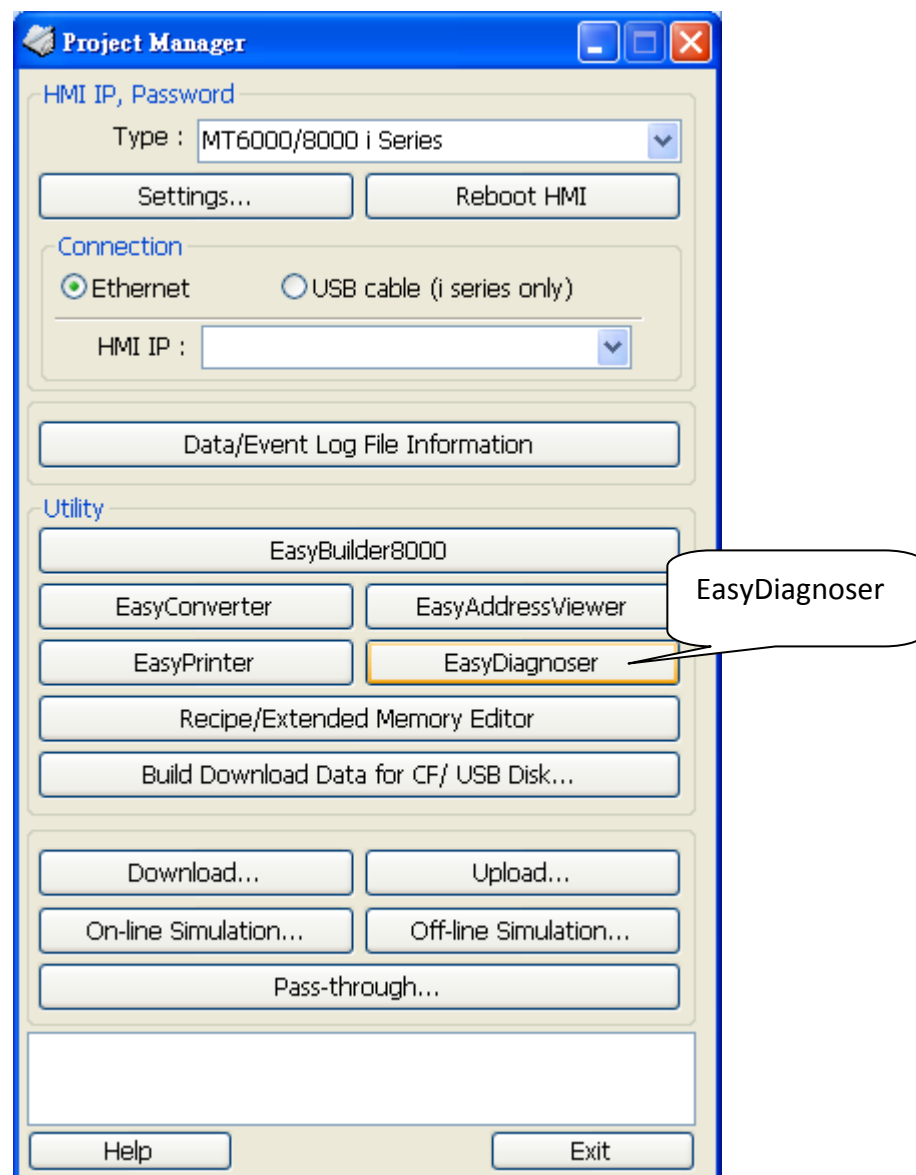 Project Manager
HMI IP, Password
Type : MT6000/8000 i Series
Settings... Reboot HMI
Connection
Ethernet USB cable (i series only)
HMI IP :
Data/Event Log File Information
Utility
EasyBuilder8000
EasyConverter EasyAddressViewer
EasyDiagnoser
EasyPrinter EasyDiagnoser
Recipe/Extended Memory Editor
Build Download Data for CF/ USB Disk...
Download... Upload...
On-line Simulation... Off-line Simulation...
Pass-through...
Help Exit